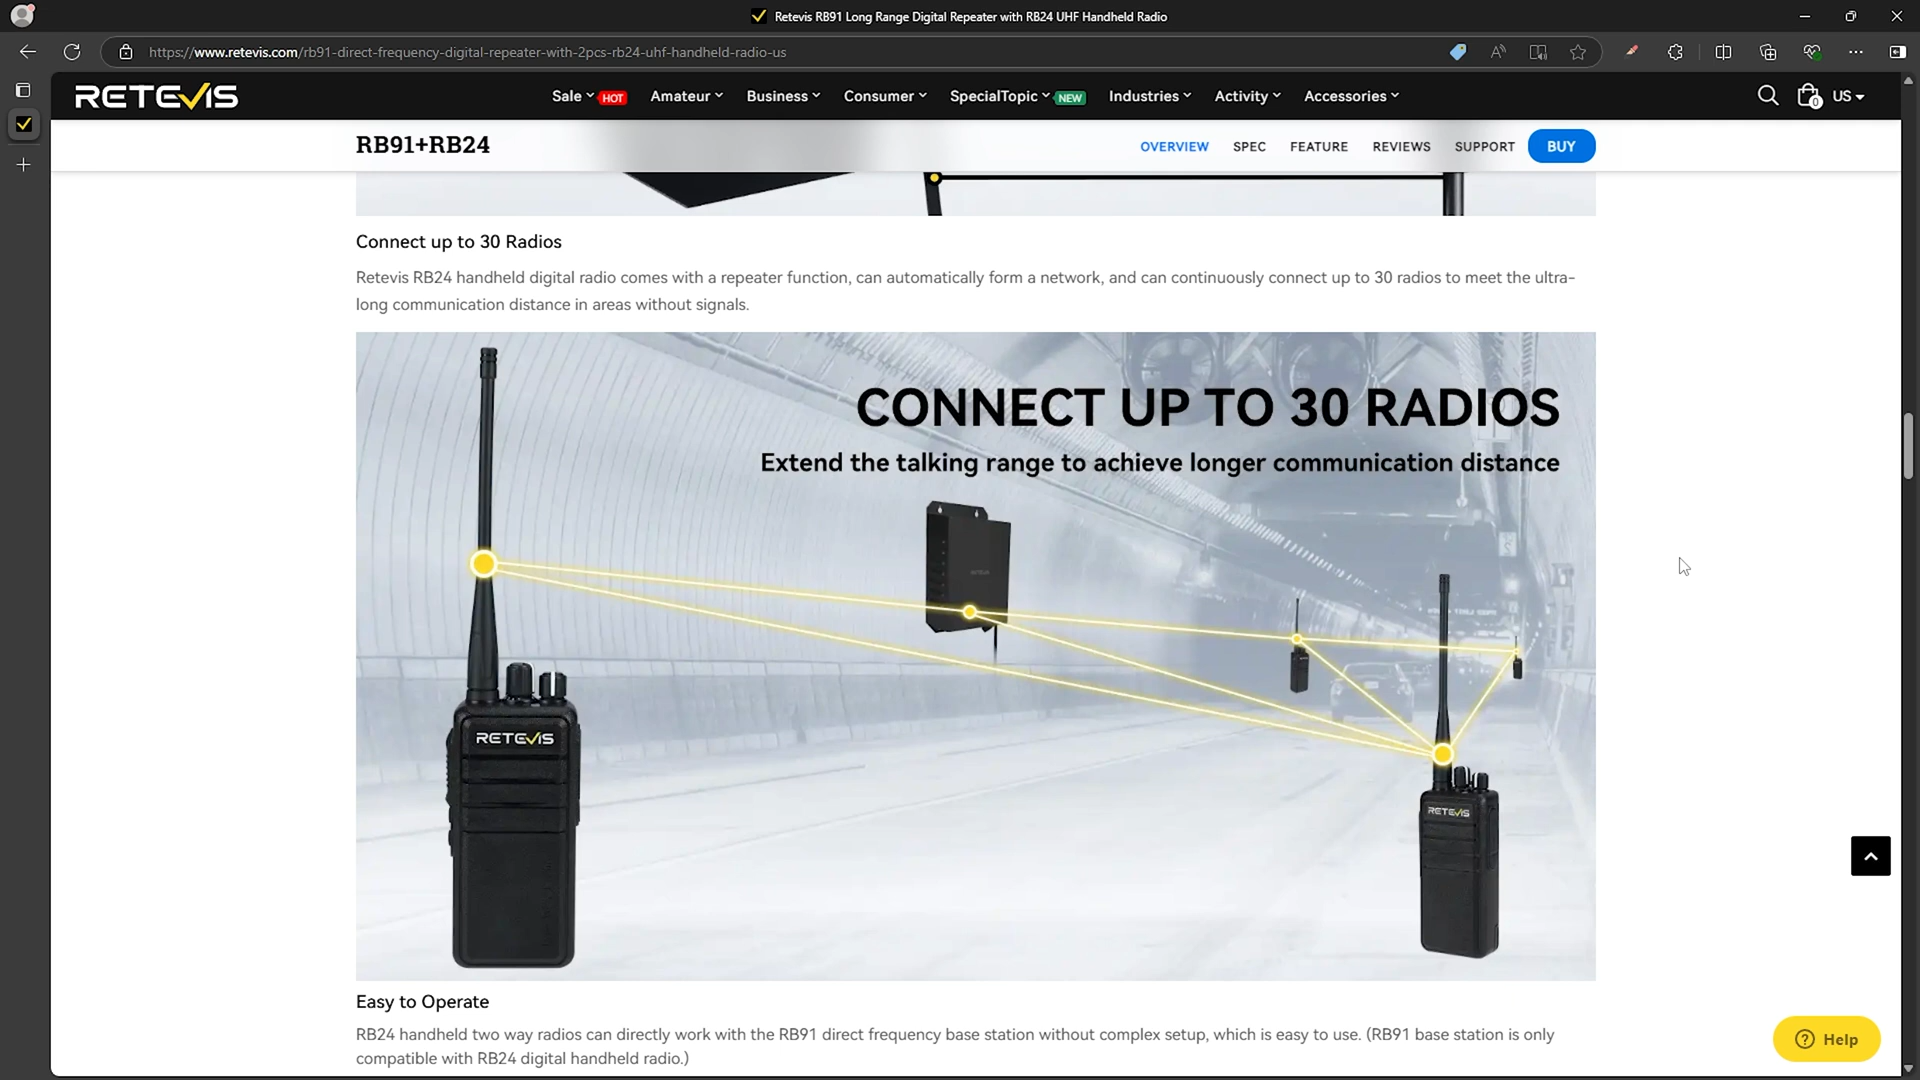 Retevis RB91 Long Range Digital Repeater with RB24 UHF Handheld Radio
https://www.retevis.com/rb91-direct-frequency-digital-repeater-with-2pcs-rb24-uhf-handheld-radio-us
RETEVIS
Sale HOT Amateur Business Consumer SpecialTopic NEW Industries Activity Accessories 0 US
RB91+RB24
OVERVIEW SPEC FEATURE REVIEWS SUPPORT BUY
Connect up to 30 Radios
Retevis RB24 handheld digital radio comes with a repeater function, can automatically form a network, and can continuously connect up to 30 radios to meet the ultra-
long communication distance in areas without signals.
CONNECT UP TO 30 RADIOS
Extend the talking range to achieve longer communication distance
RETEVIS
RETEVIS
Easy to Operate
RB24 handheld two way radios can directly work with the RB91 direct frequency base station without complex setup, which is easy to use. (RB91 base station is only
compatible with RB24 digital handheld radio.)
Help